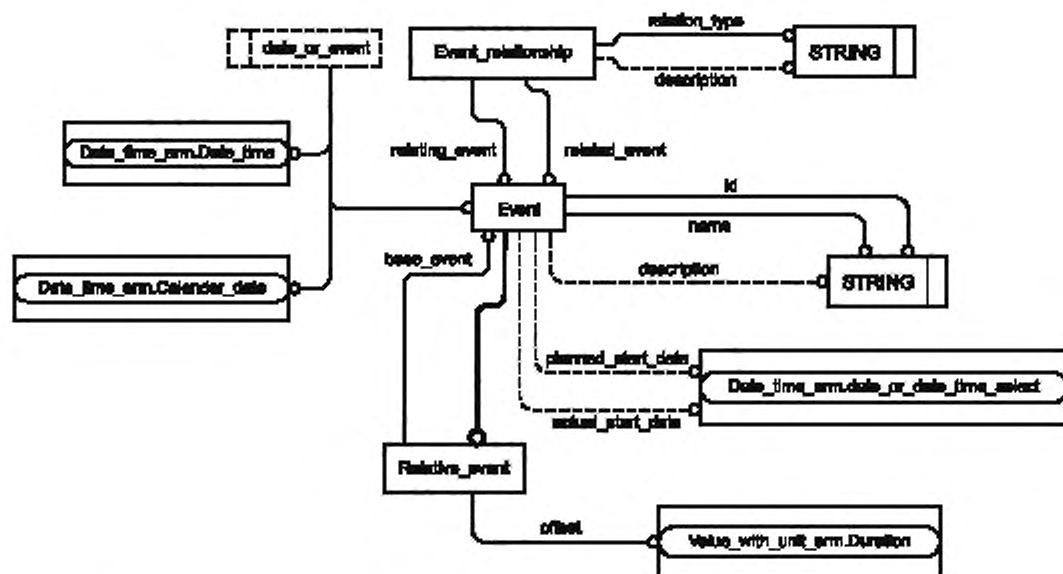 relation_type
date_or_event
Event_relationship
STRING
description
Date_time_arm.Date_time
relating_event
related_event
id
Event
name
base_event
description
Date_time_arm.Calendar_date
STRING
planned_start_date
Date_time_arm.date_or_date_time_select
actual_start_date
Relative_event
offset
Value_with_unit_arm.Duration